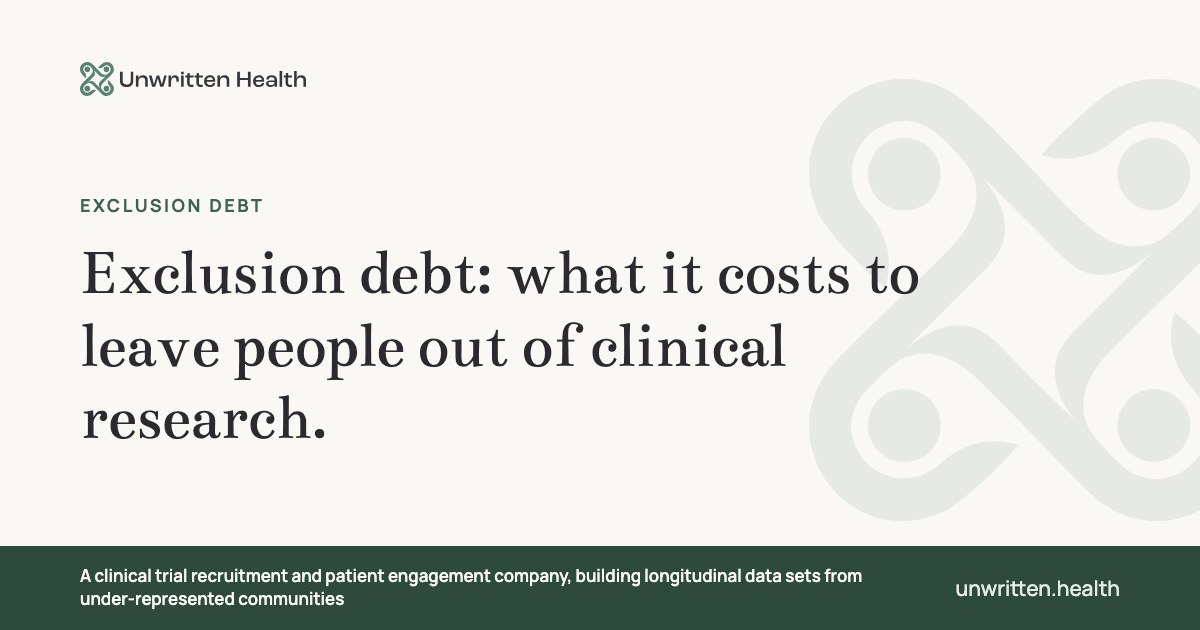 Unwritten Health
EXCLUSION DEBT
Exclusion debt: what it costs to
leave people out of clinical
research.
A clinical trial recruitment and patient engagement company, building longitudinal data sets from
under-represented communities
unwritten.health